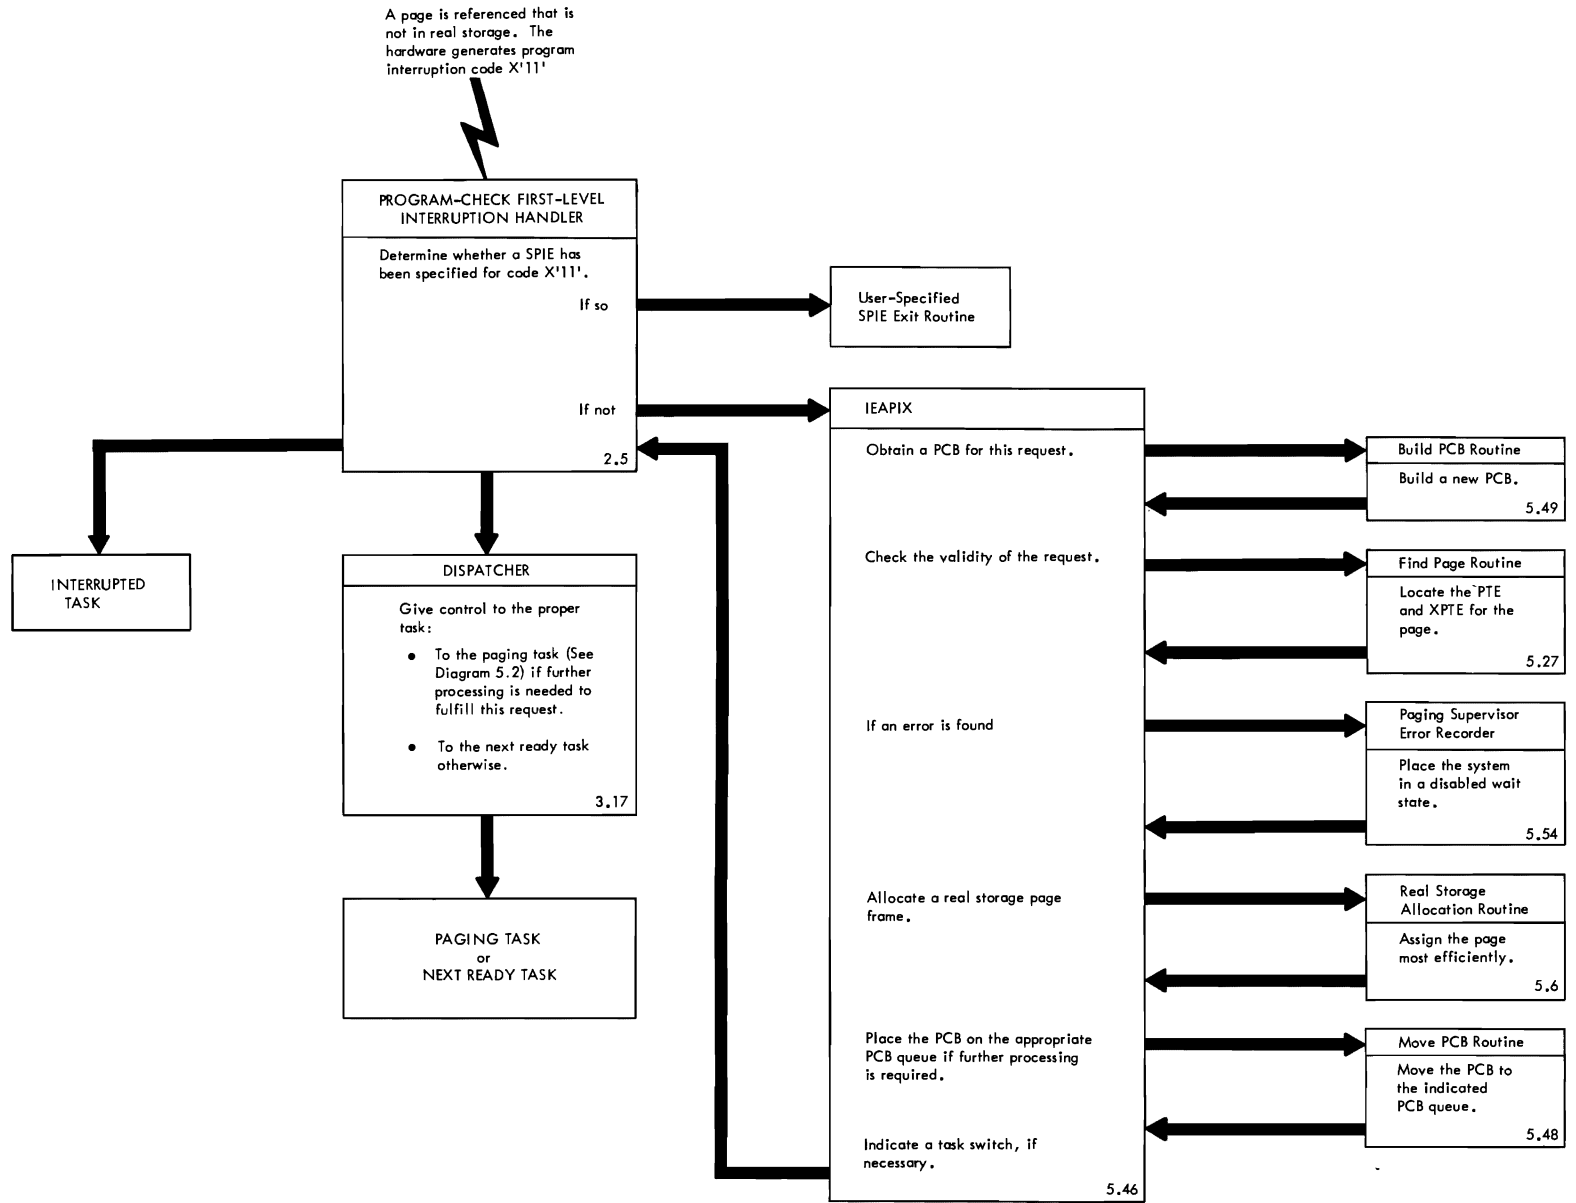 A page is referenced that is
not in real storage. The
hardware generates program
interruption code X'11'
PROGRAM-CHECK FIRST-LEVEL
INTERRUPTION HANDLER
Determine whether a SPIE has
been specified for code X'11'.
If so
If not
2.5
User-Specified
SPIE Exit Routine
INTERRUPTED
TASK
DISPATCHER
Give control to the proper
task:
● To the paging task (See
Diagram 5.2) if further
processing is needed to
fulfill this request.
● To the next ready task
otherwise.
3.17
PAGING TASK
or
NEXT READY TASK
IEAPIX
Obtain a PCB for this request.
Check the validity of the request.
If an error is found
Allocate a real storage page
frame.
Place the PCB on the appropriate
PCB queue if further processing
is required.
Indicate a task switch, if
necessary.
5.46
Build PCB Routine
Build a new PCB.
5.49
Find Page Routine
Locate the PTE
and XPTE for the
page.
5.27
Paging Supervisor
Error Recorder
Place the system
in a disabled wait
state.
5.54
Real Storage
Allocation Routine
Assign the page
most efficiently.
5.6
Move PCB Routine
Move the PCB to
the indicated
PCB queue.
5.48